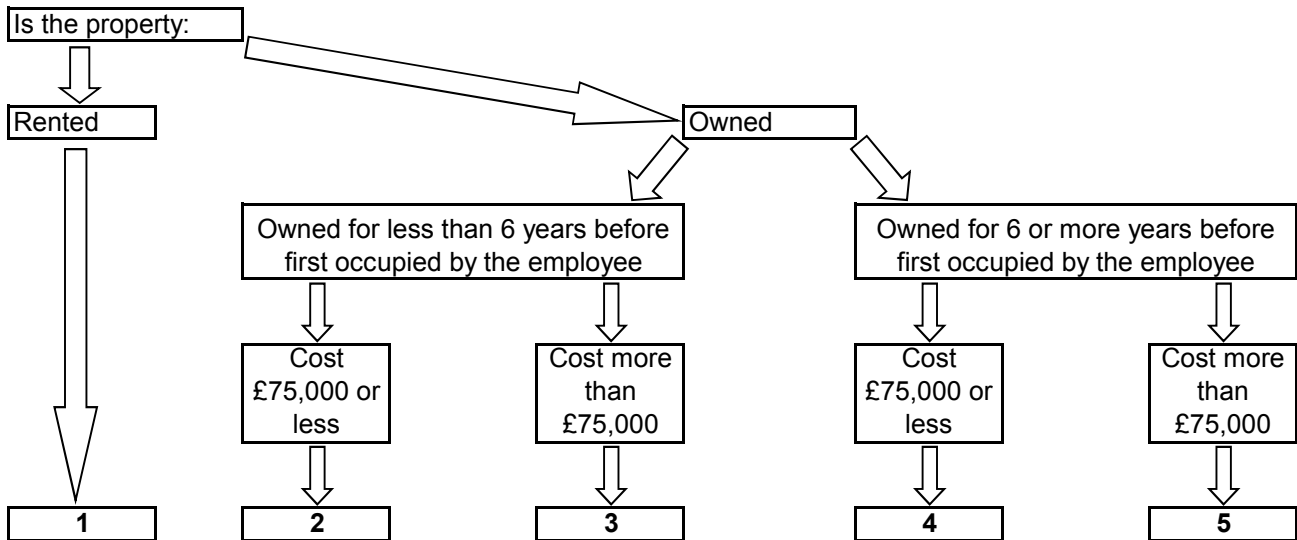 Is the property:
Rented
Owned
Owned for less than 6 years before
first occupied by the employee
Owned for 6 or more years before
first occupied by the employee
Cost
£75,000 or
less
Cost more
than
£75,000
Cost
£75,000 or
less
Cost more
than
£75,000
1
2
3
4
5